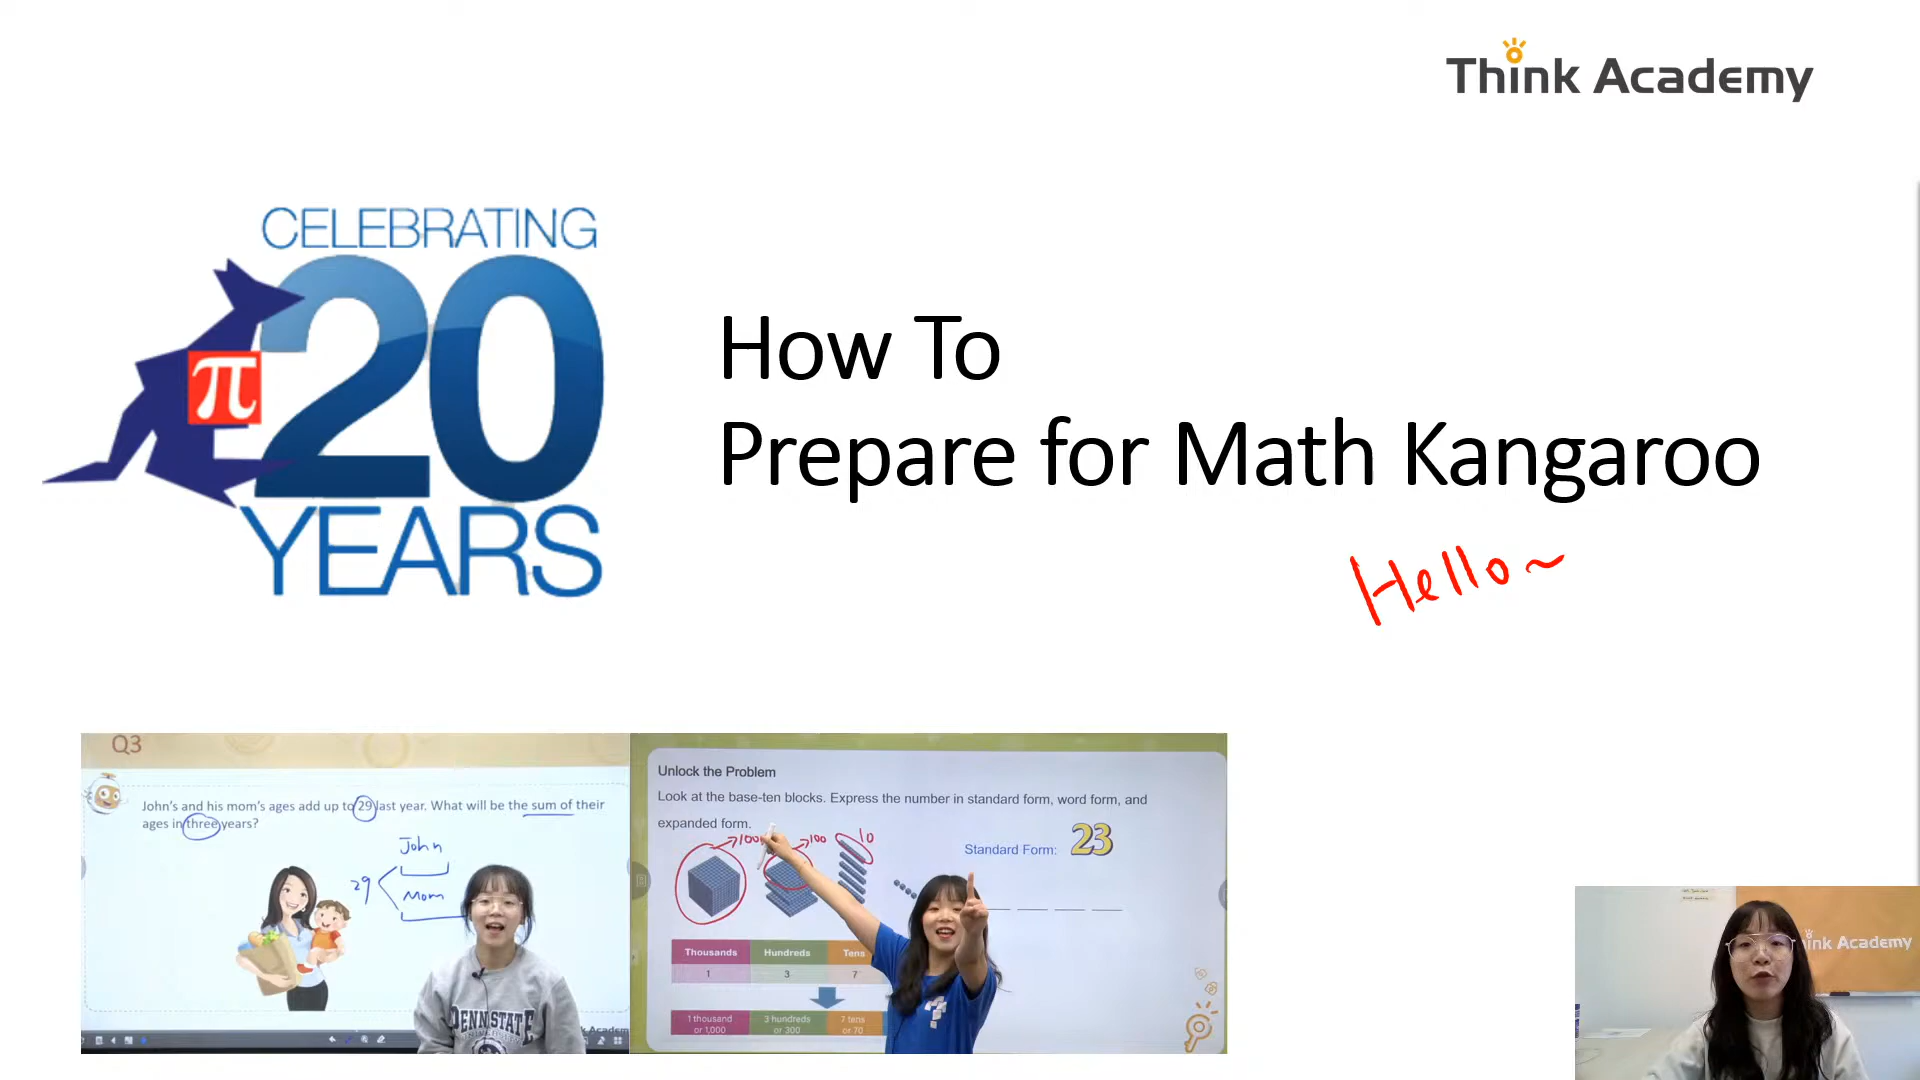 Think Academy
CELEBRATING
20
YEARS
π
How To
Prepare for Math Kangaroo
Hello~
Q3
John's and his mom's ages add up to 29 last year. What will be the sum of their
ages in three years?
John
29
Mom
PENN STATE
Unlock the Problem
Look at the base-ten blocks. Express the number in standard form, word form, and
expanded form.
100
10
Standard Form: 23
Thousands Hundreds Tens
1 3 7
1 thousand 3 hundreds 7 tens
or 1,000 or 300 or 70
?
Think Academy